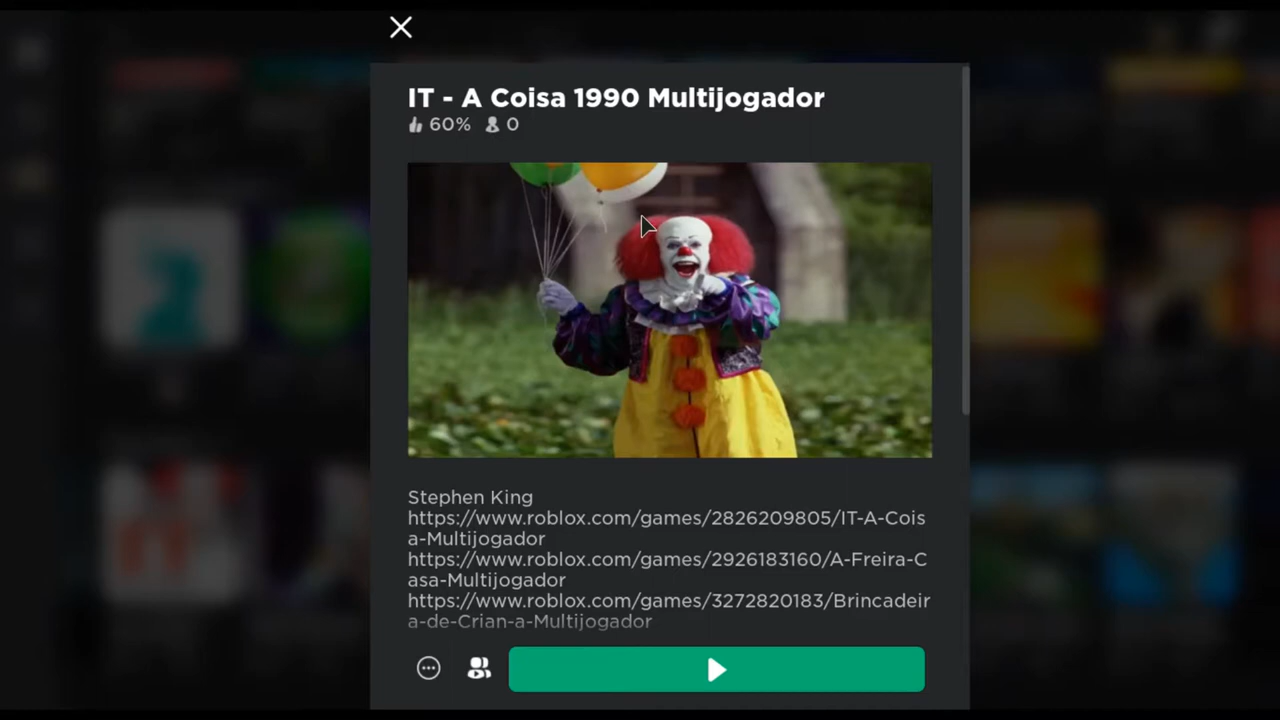 IT - A Coisa 1990 Multijogador
60% 0
Stephen King
https://www.roblox.com/games/2826209805/IT-A-Cois
a-Multijogador
https://www.roblox.com/games/2926183160/A-Freira-C
asa-Multijogador
https://www.roblox.com/games/3272820183/Brincadeir
a-de-Crian-a-Multijogador